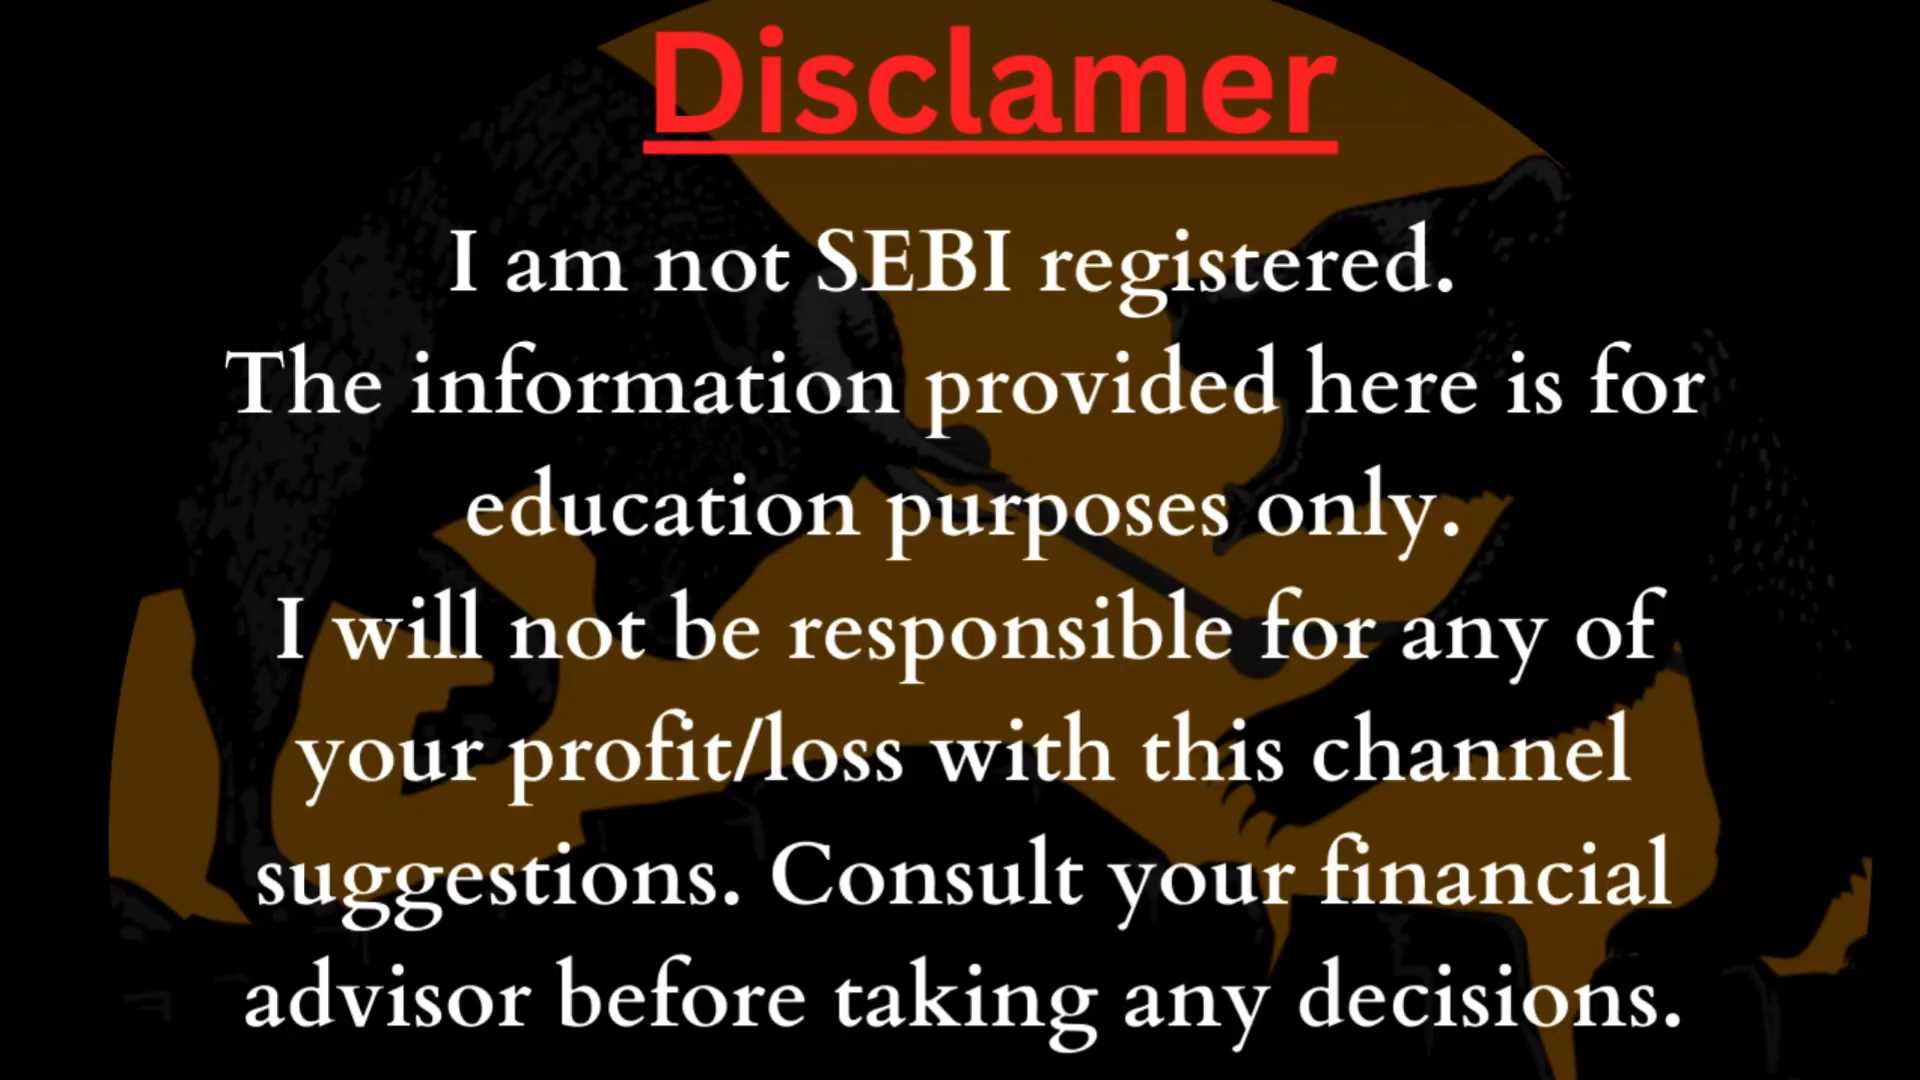 Disclamer
I am not SEBI registered.
The information provided here is for
education purposes only.
I will not be responsible for any of
your profit/loss with this channel
suggestions. Consult your financial
advisor before taking any decisions.